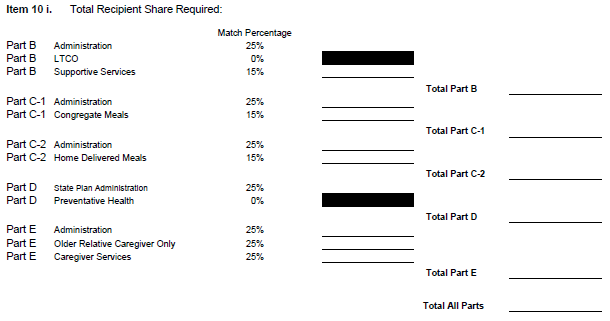 Item 10 i. Total Recipient Share Required:
Match Percentage
Part B Administration 25%
Part B LTCO 0%
Part B Supportive Services 15%
Total Part B
Part C-1 Administration 25%
Part C-1 Congregate Meals 15%
Total Part C-1
Part C-2 Administration 25%
Part C-2 Home Delivered Meals 15%
Total Part C-2
Part D State Plan Administration 25%
Part D Preventative Health 0%
Total Part D
Part E Administration 25%
Part E Older Relative Caregiver Only 25%
Part E Caregiver Services 25%
Total Part E
Total All Parts